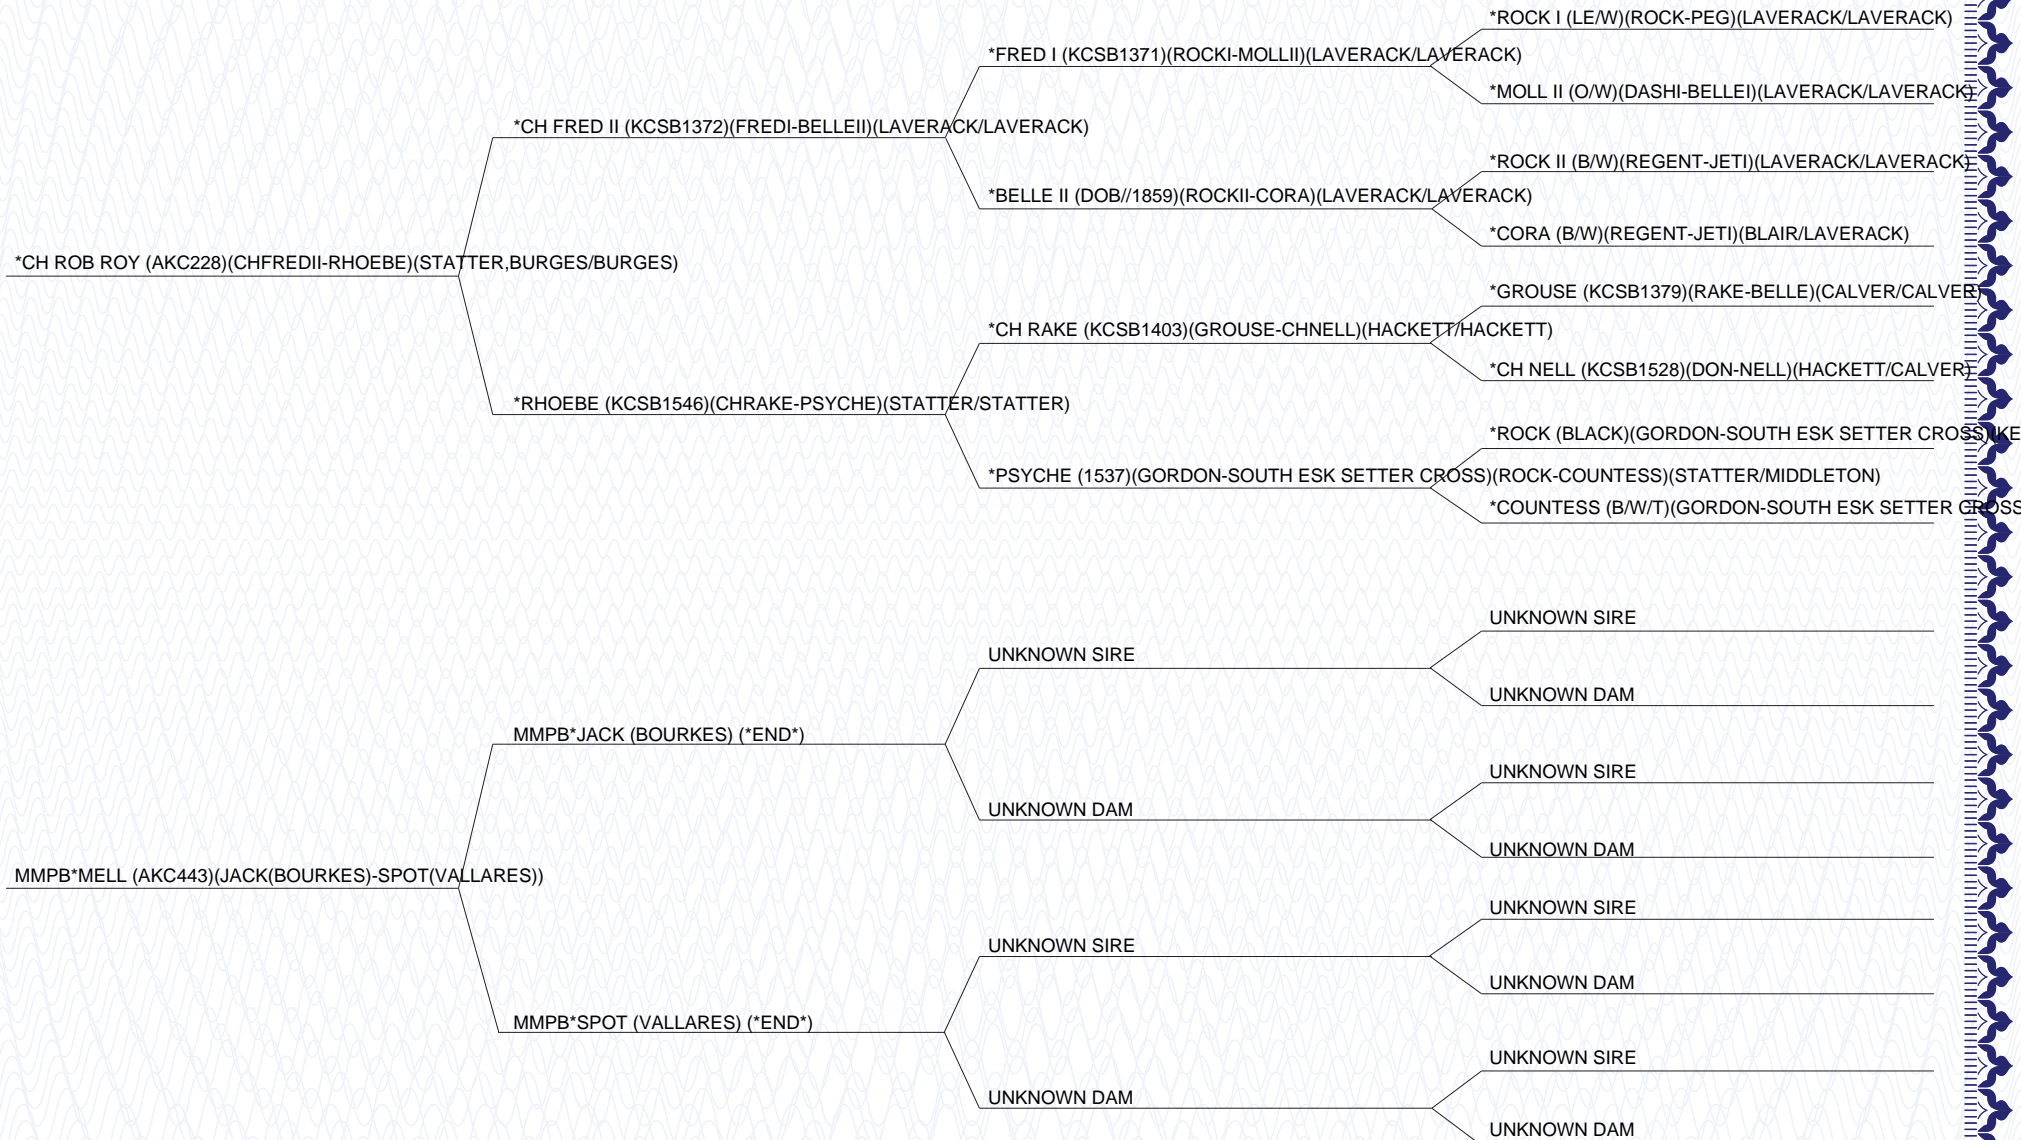 *ROCK I (LE/W)(ROCK-PEG)(LAVERACK/LAVERACK)
*FRED I (KCSB1371)(ROCKI-MOLLII)(LAVERACK/LAVERACK)
*MOLL II (O/W)(DASHI-BELLEI)(LAVERACK/LAVERACK)
*CH FRED II (KCSB1372)(FREDI-BELLEII)(LAVERACK/LAVERACK)
*ROCK II (B/W)(REGENT-JETI)(LAVERACK/LAVERACK)
*BELLE II (DOB//1859)(ROCKII-CORA)(LAVERACK/LAVERACK)
*CORA (B/W)(REGENT-JETI)(BLAIR/LAVERACK)
*CH ROB ROY (AKC228)(CHFREDII-RHOEBE)(STATTER,BURGES/BURGES)
*GROUSE (KCSB1379)(RAKE-BELLE)(CALVER/CALVER)
*CH RAKE (KCSB1403)(GROUSE-CHNELL)(HACKETT/HACKETT)
*CH NELL (KCSB1528)(DON-NELL)(HACKETT/CALVER)
*RHOEBE (KCSB1546)(CHRAKE-PSYCHE)(STATTER/STATTER)
*ROCK (BLACK)(GORDON-SOUTH ESK SETTER CROSS)(KE
*PSYCHE (1537)(GORDON-SOUTH ESK SETTER CROSS)(ROCK-COUNTESS)(STATTER/MIDDLETON)
*COUNTESS (B/W/T)(GORDON-SOUTH ESK SETTER CROSS
UNKNOWN SIRE
UNKNOWN SIRE
UNKNOWN DAM
MMPB*JACK (BOURKES) (*END*)
UNKNOWN SIRE
UNKNOWN DAM
UNKNOWN DAM
MMPB*MELL (AKC443)(JACK(BOURKES)-SPOT(VALLARES))
UNKNOWN SIRE
UNKNOWN SIRE
UNKNOWN DAM
MMPB*SPOT (VALLARES) (*END*)
UNKNOWN SIRE
UNKNOWN DAM
UNKNOWN DAM